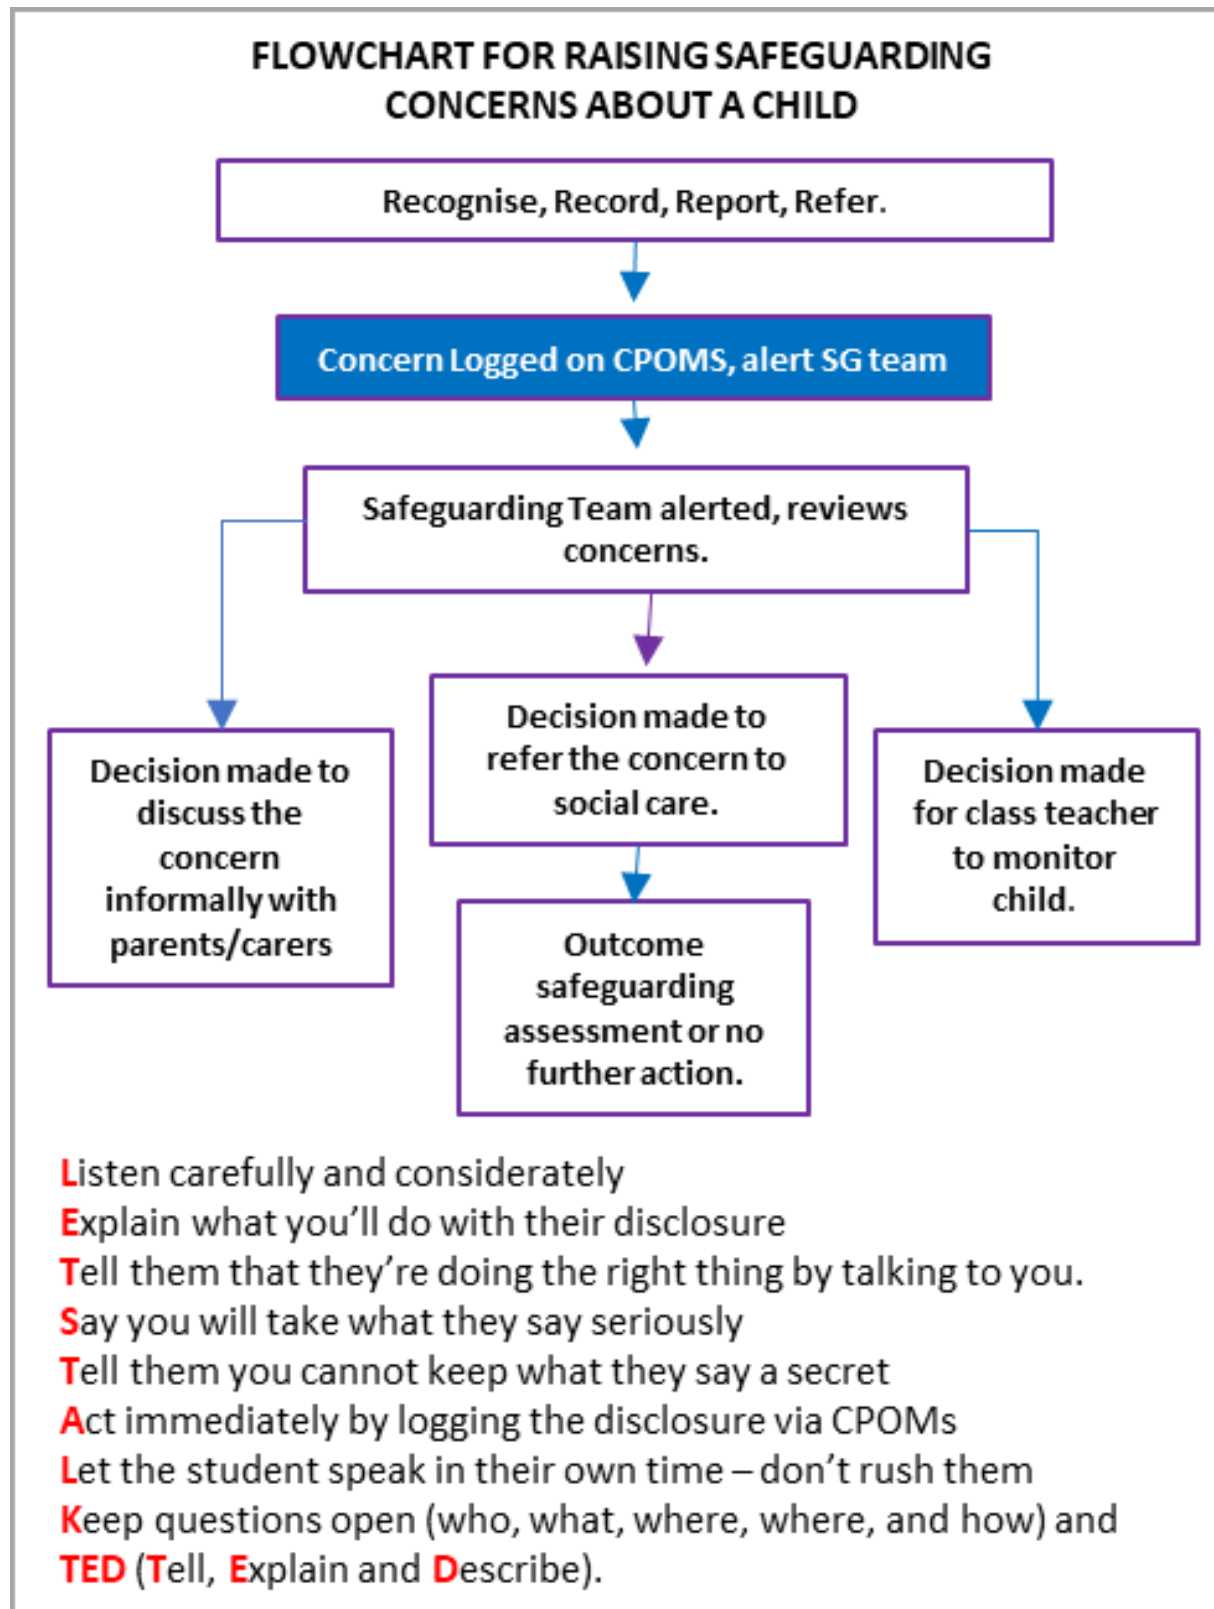 FLOWCHART FOR RAISING SAFEGUARDING
CONCERNS ABOUT A CHILD
Recognise, Record, Report, Refer.
Concern Logged on CPOMS, alert SG team
Safeguarding Team alerted, reviews
concerns.
Decision made to
discuss the
concern
informally with
parents/carers
Decision made to
refer the concern to
social care.
Decision made
for class teacher
to monitor
child.
Outcome
safeguarding
assessment or no
further action.
Listen carefully and considerately
Explain what you’ll do with their disclosure
Tell them that they’re doing the right thing by talking to you.
Say you will take what they say seriously
Tell them you cannot keep what they say a secret
Act immediately by logging the disclosure via CPOMs
Let the student speak in their own time – don’t rush them
Keep questions open (who, what, where, where, and how) and
TED (Tell, Explain and Describe).